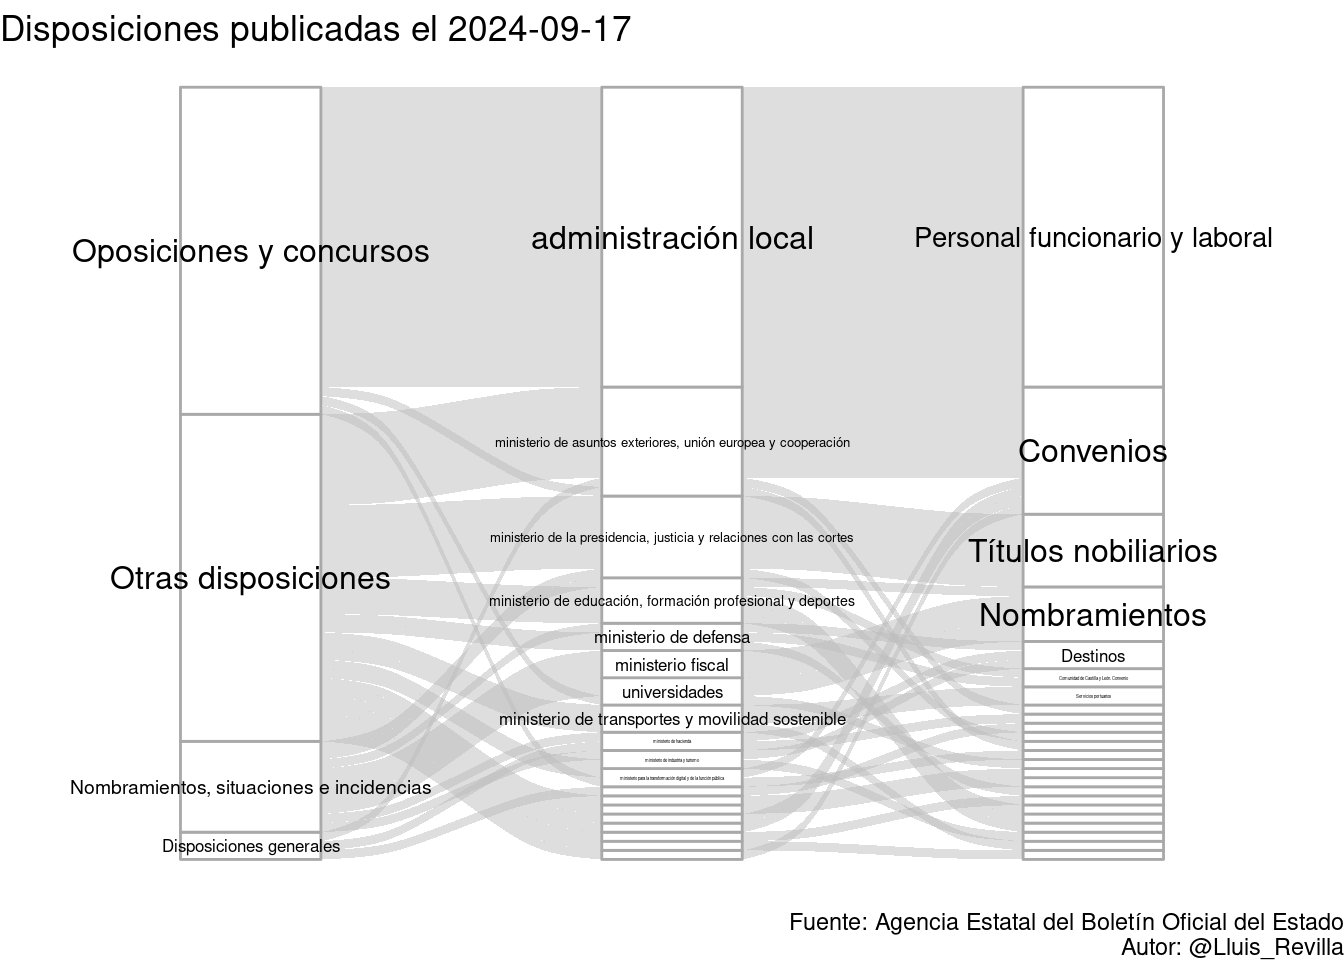 Disposiciones publicadas el 2024-09-17
Oposiciones y concursos
Otras disposiciones
Nombramientos, situaciones e incidencias
Disposiciones generales
administración local
ministerio de asuntos exteriores, unión europea y cooperación
ministerio de la presidencia, justicia y relaciones con las cortes
ministerio de educación, formación profesional y deportes
ministerio de defensa
ministerio fiscal
universidades
ministerio de transportes y movilidad sostenible
ministerio de hacienda
ministerio de industria y turismo
ministerio para la transformación digital y de la función pública
Personal funcionario y laboral
Convenios
Títulos nobiliarios
Nombramientos
Destinos
Comunidad de Castilla y León. Convenio
Servicios portuarios
Fuente: Agencia Estatal del Boletín Oficial del Estado
Autor: @Lluis_Revilla